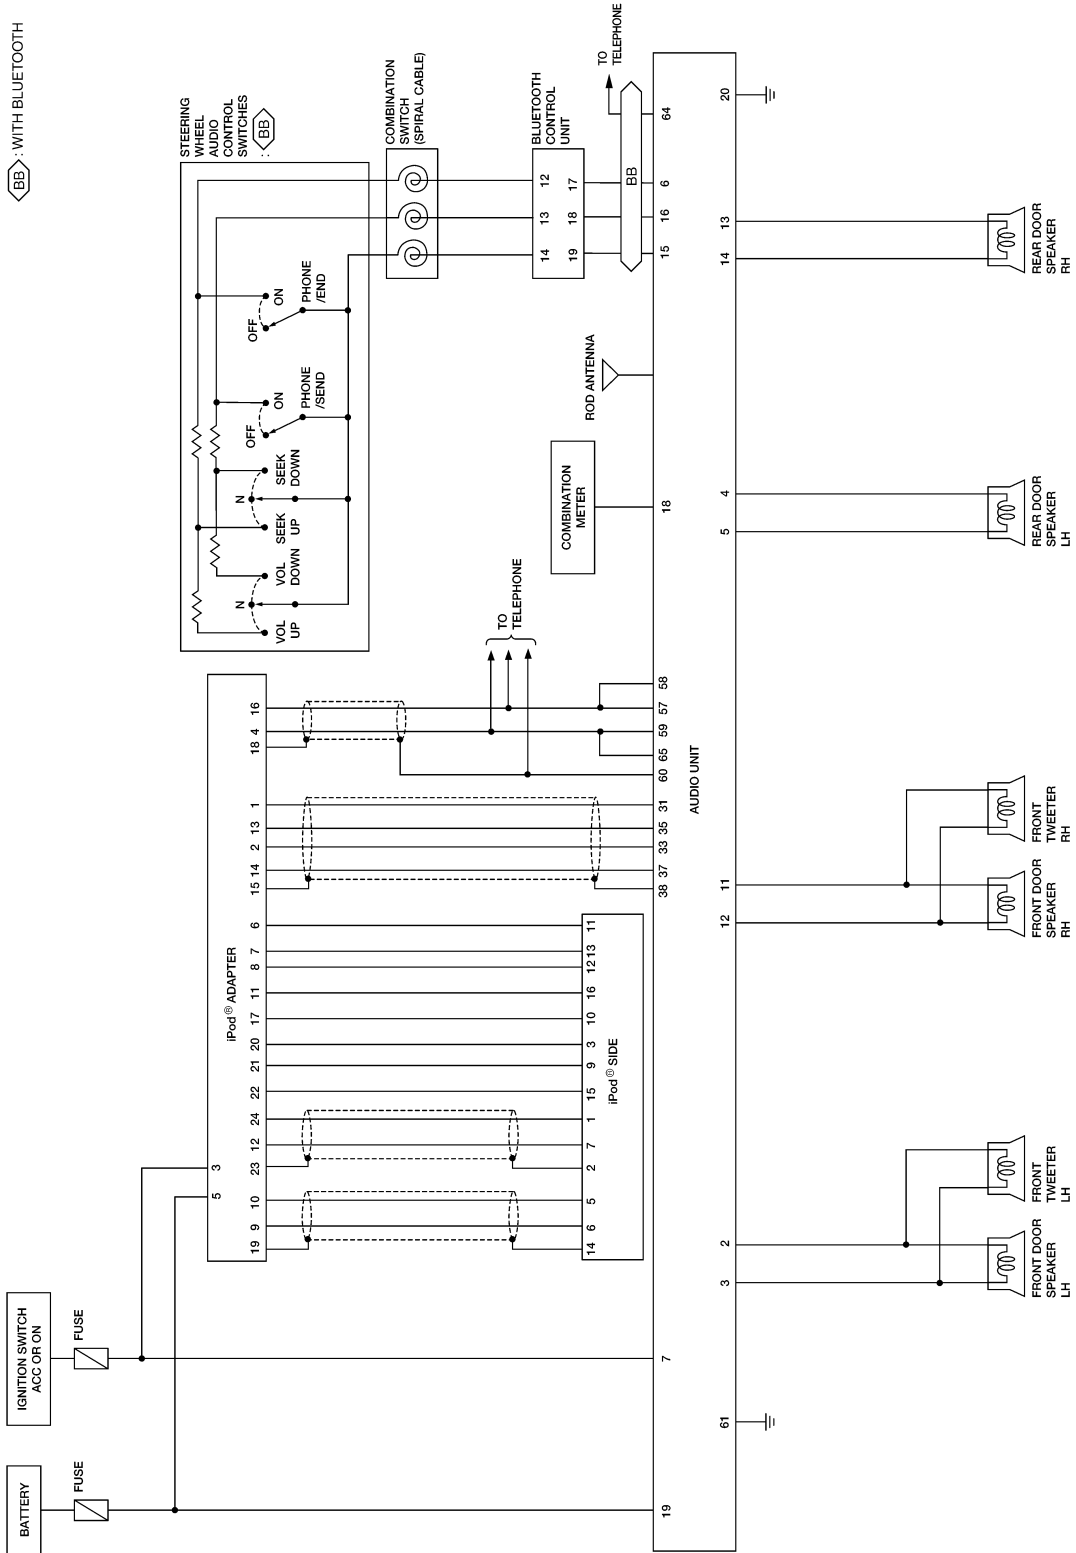 BATTERY
IGNITION SWITCH
ACC OR ON
BB : WITH BLUETOOTH
FUSE
FUSE
5 3
iPod® ADAPTER
19 9 10 23 12 24 22 21 20 17 11 8 7 6 15 14 2 13 1 18 4 16
STEERING
WHEEL
AUDIO
CONTROL
SWITCHES
: BB
VOL
UP
N
VOL
DOWN
SEEK
UP
N
SEEK
DOWN
OFF
ON
PHONE
/SEND
OFF
ON
PHONE
/END
COMBINATION
SWITCH
(SPIRAL CABLE)
BLUETOOTH
CONTROL
UNIT
14 13 12
19 18 17
TO
TELEPHONE
TO
TELEPHONE
BB
14 6 5 2 7 1 15 9 3 10 16 12 13 11
iPod® SIDE
COMBINATION
METER
ROD ANTENNA
19 7 38 37 33 35 31 60 65 59 57 58 18 15 16 6 64
AUDIO UNIT
61 3 2 12 11 5 4 14 13 20
FRONT DOOR
SPEAKER
LH
FRONT
TWEETER
LH
FRONT DOOR
SPEAKER
RH
FRONT
TWEETER
RH
REAR DOOR
SPEAKER
LH
REAR DOOR
SPEAKER
RH